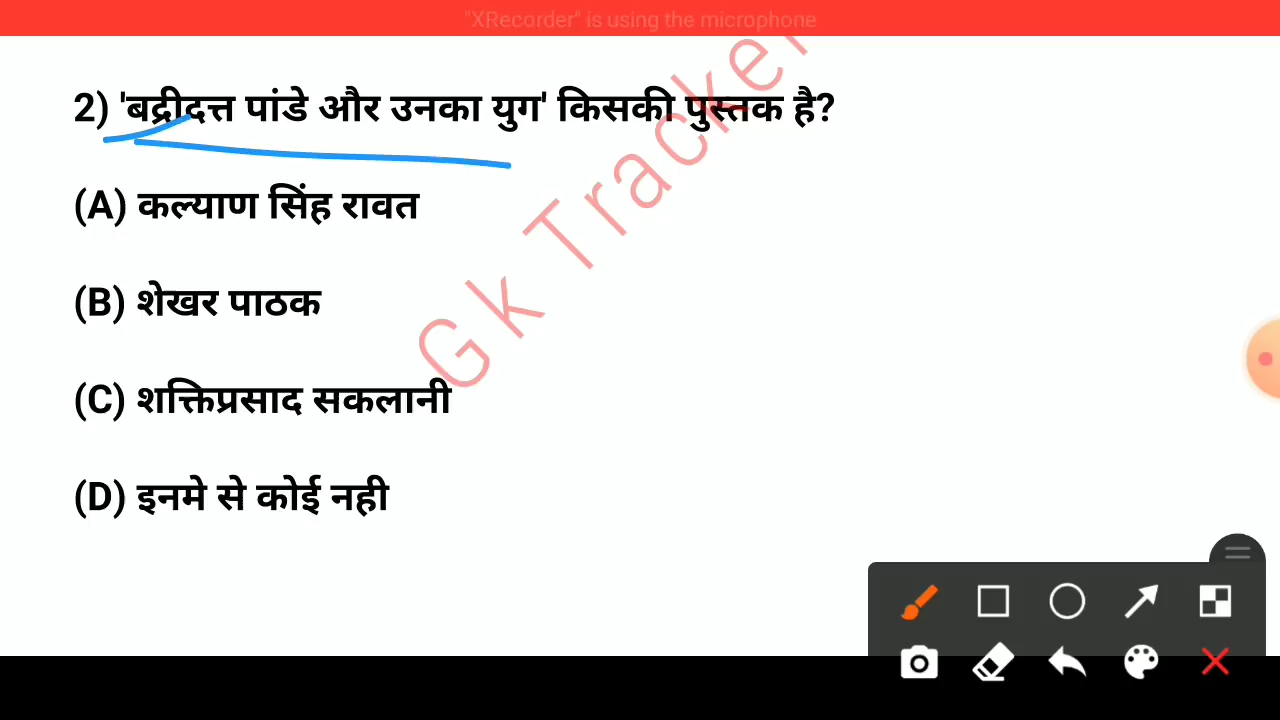 "XRecorder" is using the microphone
2) 'बद्रीदत्त पांडे और उनका युग' किसकी पुस्तक है?
(A) कल्याण सिंह रावत
(B) शेखर पाठक
(C) शक्तिप्रसाद सकलानी
(D) इनमे से कोई नही
Gk Tracker